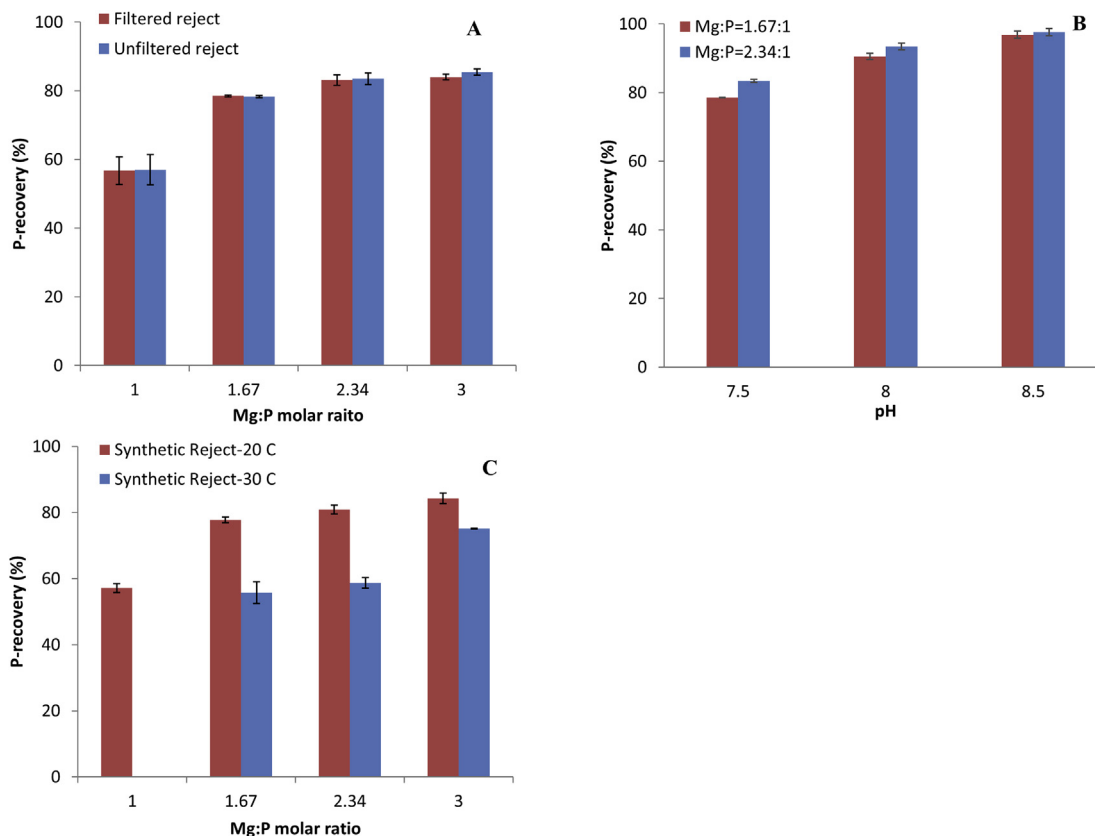 A
Filtered reject
Unfiltered reject
P-recovery (%)
100
80
60
40
20
0
1 1.67 2.34 3
Mg:P molar raito
B
Mg:P=1.67:1
Mg:P=2.34:1
P-recovery (%)
100
80
60
40
20
0
7.5 8 8.5
pH
C
Synthetic Reject-20 C
Synthetic Reject-30 C
P-recovery (%)
100
80
60
40
20
0
1 1.67 2.34 3
Mg:P molar ratio